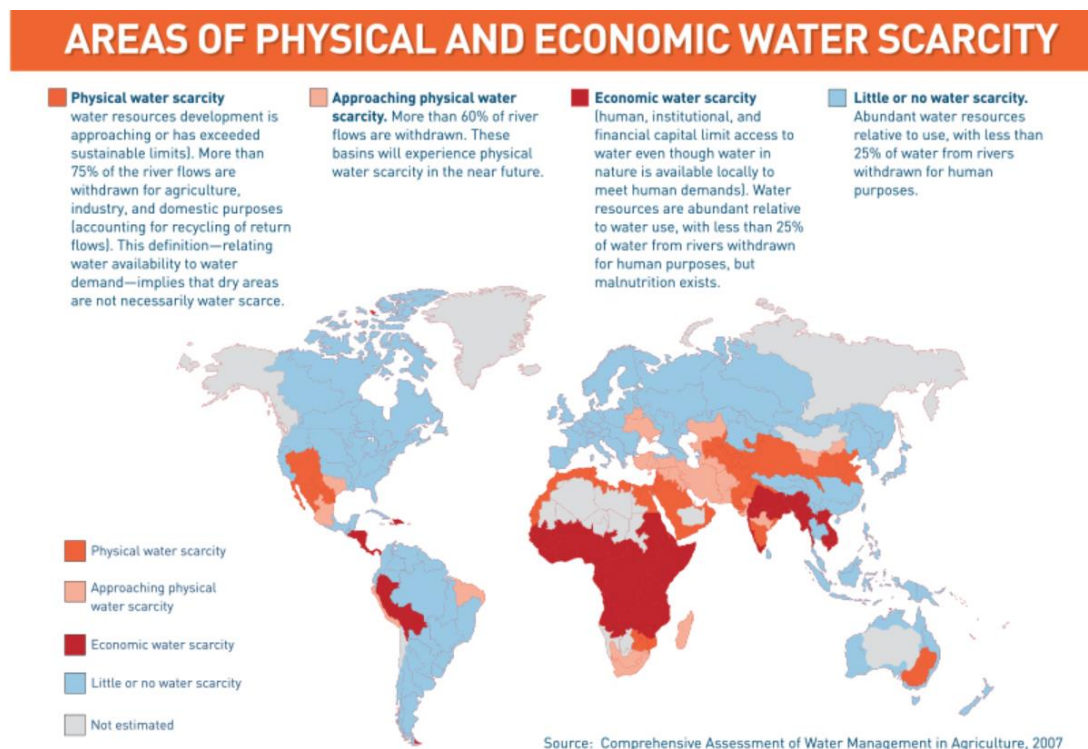 AREAS OF PHYSICAL AND ECONOMIC WATER SCARCITY
Physical water scarcity
water resources development is
approaching or has exceeded
sustainable limits). More than
75% of the river flows are
withdrawn for agriculture,
industry, and domestic purposes
(accounting for recycling of return
flows). This definition—relating
water availability to water
demand—implies that dry areas
are not necessarily water scarce.
Approaching physical water
scarcity. More than 60% of river
flows are withdrawn. These
basins will experience physical
water scarcity in the near future.
Economic water scarcity
(human, institutional, and
financial capital limit access to
water even though water in
nature is available locally to
meet human demands). Water
resources are abundant relative
to water use, with less than 25%
of water from rivers withdrawn
for human purposes, but
malnutrition exists.
Little or no water scarcity.
Abundant water resources
relative to use, with less than
25% of water from rivers
withdrawn for human
purposes.
Physical water scarcity
Approaching physical
water scarcity
Economic water scarcity
Little or no water scarcity
Not estimated
Source: Comprehensive Assessment of Water Management in Agriculture, 2007